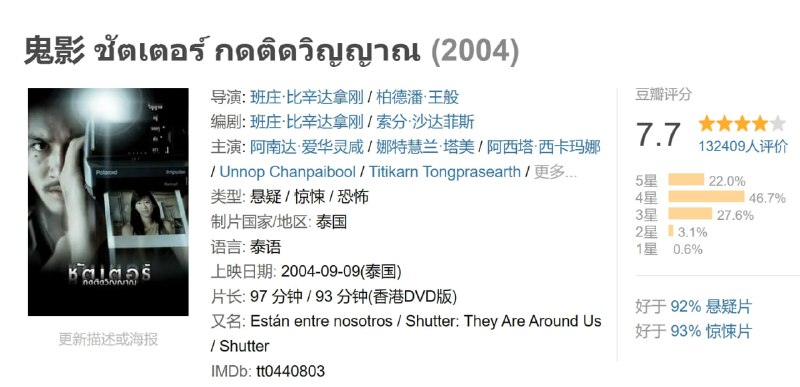 鬼影 ชัตเตอร์ กดติดวิญญาณ (2004)
Polaroid
Impulse
ชัตเตอร์
กดติดวิญญาณ
更新描述或海报
导演: 班庄·比辛达拿刚 / 柏德潘·王般
编剧: 班庄·比辛达拿刚 / 索分·沙达菲斯
主演: 阿南达·爱华灵咸 / 娜特慧兰·塔美 / 阿西塔·西卡玛娜
/ Unnop Chanpaibool / Titikarn Tongprasearth / 更多...
类型: 悬疑 / 惊悚 / 恐怖
制片国家/地区: 泰国
语言: 泰语
上映日期: 2004-09-09(泰国)
片长: 97 分钟 / 93 分钟(香港DVD版)
又名: Están entre nosotros / Shutter: They Are Around Us
/ Shutter
IMDb: tt0440803
豆瓣评分
7.7
132409人评价
5星 22.0%
4星 46.7%
3星 27.6%
2星 3.1%
1星 0.6%
好于 92% 悬疑片
好于 93% 惊悚片